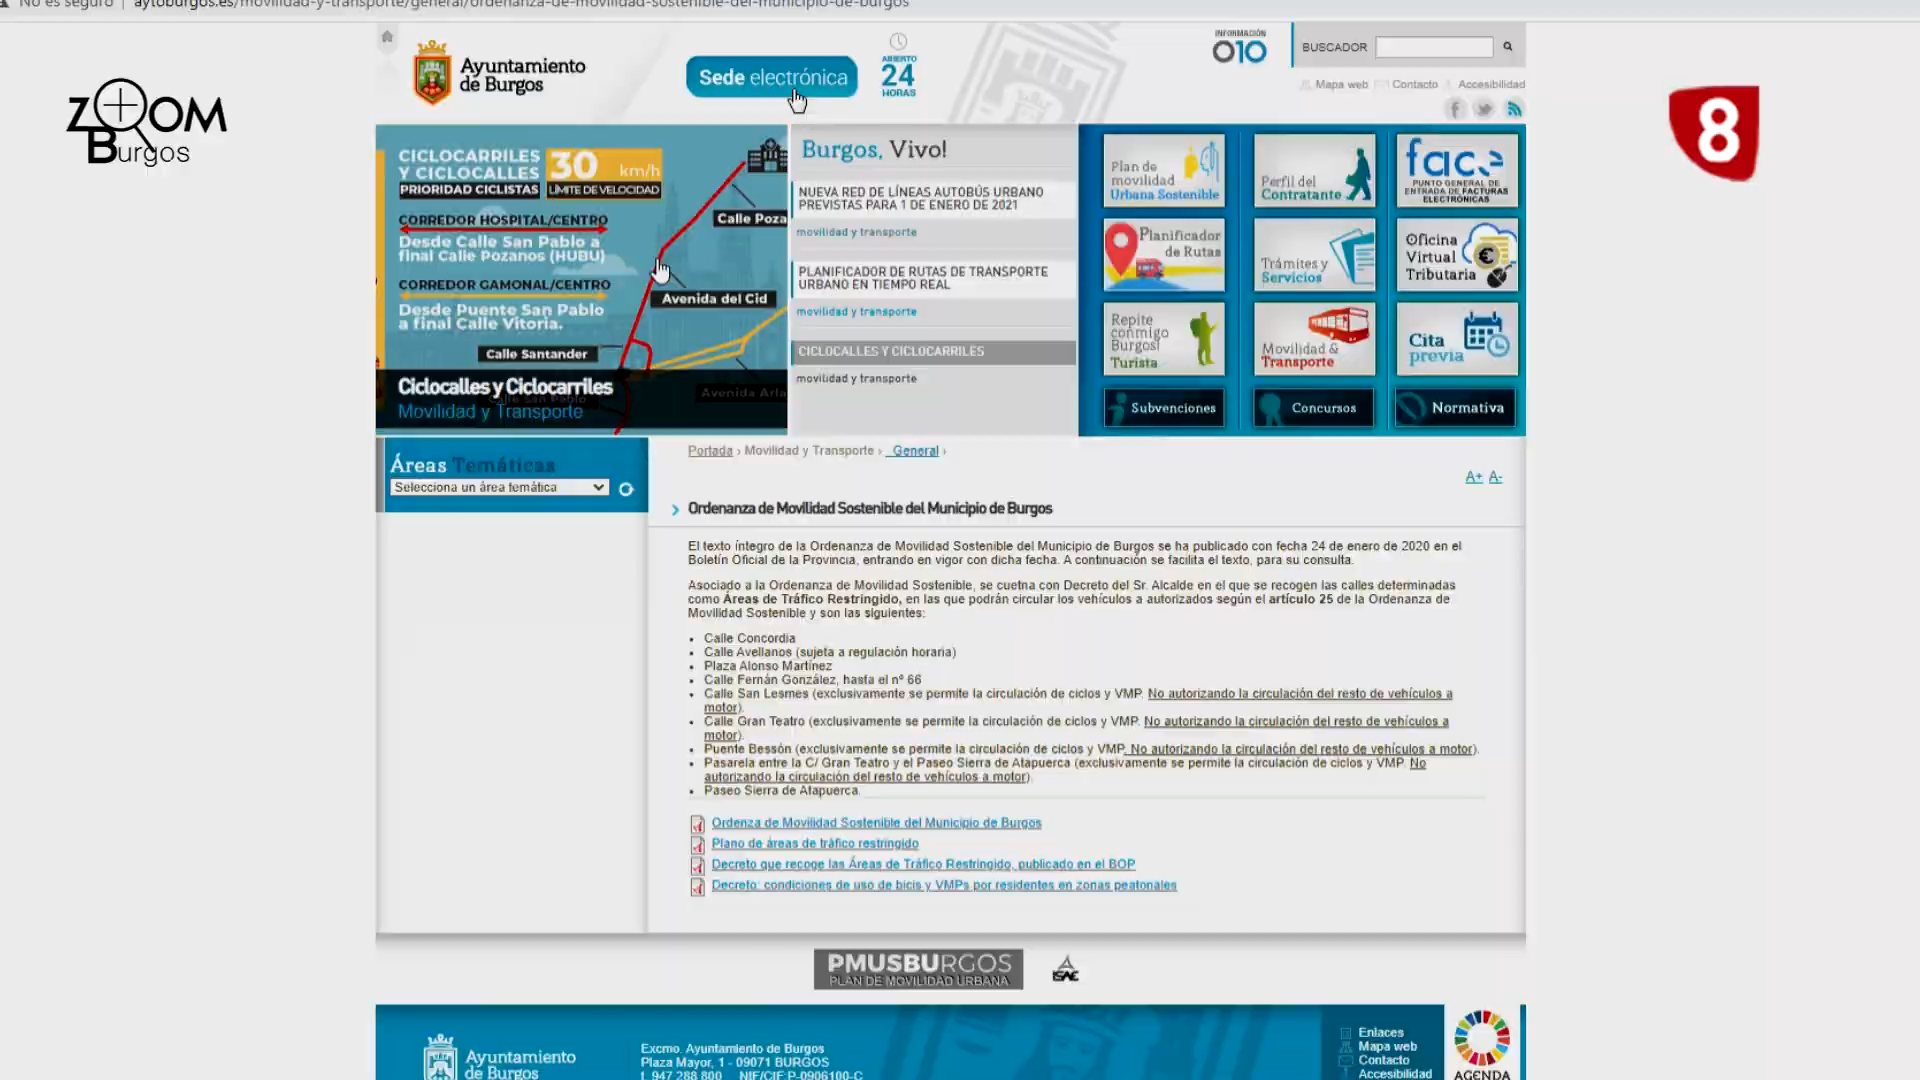 No es seguro | aytoburgos.es/movilidad-y-transporte/general/ordenanza-de-movilidad-sostenible-del-municipio-de-burgos
ZOOM
Burgos
8
Ayuntamiento
de Burgos
Sede electrónica
ABIERTO
24
HORAS
INFORMACIÓN
010
BUSCADOR
Mapa web
Contacto
Accesibilidad
CICLOCARRILES
Y CICLOCALLES
PRIORIDAD CICLISTAS
30 km/h
LÍMITE DE VELOCIDAD
CORREDOR HOSPITAL/CENTRO
Desde Calle San Pablo a
final Calle Pozanos (HUBU)
CORREDOR GAMONAL/CENTRO
Desde Puente San Pablo
a final Calle Vitoria.
Calle Poza
Avenida del Cid
Calle Santander
Avenida Arla
Calle San Pablo
Ciclocalles y Ciclocarriles
Movilidad y Transporte
Burgos, Vivo!
NUEVA RED DE LÍNEAS AUTOBÚS URBANO
PREVISTAS PARA 1 DE ENERO DE 2021
movilidad y transporte
PLANIFICADOR DE RUTAS DE TRANSPORTE
URBANO EN TIEMPO REAL
movilidad y transporte
CICLOCALLES Y CICLOCARRILES
movilidad y transporte
Plan de
movilidad
Urbana Sostenible
Perfil del
Contratante
face
PUNTO GENERAL DE
ENTRADA DE FACTURAS
ELECTRÓNICAS
Planificador
de Rutas
Trámites y
Servicios
Oficina
Virtual
Tributaria
Repite
conmigo
Burgos!
Turista
Movilidad &
Transporte
Cita
previa
Subvenciones
Concursos
Normativa
Áreas Temáticas
Selecciona un área temática
Portada › Movilidad y Transporte › General ›
A+ A-
Ordenanza de Movilidad Sostenible del Municipio de Burgos
El texto íntegro de la Ordenanza de Movilidad Sostenible del Municipio de Burgos se ha publicado con fecha 24 de enero de 2020 en el
Boletín Oficial de la Provincia, entrando en vigor con dicha fecha. A continuación se facilita el texto, para su consulta.
Asociado a la Ordenanza de Movilidad Sostenible, se cuetna con Decreto del Sr. Alcalde en el que se recogen las calles determinadas
como Áreas de Tráfico Restringido, en las que podrán circular los vehículos a autorizados según el artículo 25 de la Ordenanza de
Movilidad Sostenible y son las siguientes:
• Calle Concordia
• Calle Avellanos (sujeta a regulación horaria)
• Plaza Alonso Martínez
• Calle Fernán González, hasta el nº 66
• Calle San Lesmes (exclusivamente se permite la circulación de ciclos y VMP. No autorizando la circulación del resto de vehículos a
motor).
• Calle Gran Teatro (exclusivamente se permite la circulación de ciclos y VMP. No autorizando la circulación del resto de vehículos a
motor).
• Puente Bessón (exclusivamente se permite la circulación de ciclos y VMP. No autorizando la circulación del resto de vehículos a motor).
• Pasarela entre la C/ Gran Teatro y el Paseo Sierra de Atapuerca (exclusivamente se permite la circulación de ciclos y VMP. No
autorizando la circulación del resto de vehículos a motor).
• Paseo Sierra de Atapuerca.
Ordenza de Movilidad Sostenible del Municipio de Burgos
Plano de áreas de tráfico restringido
Decreto que recoge las Áreas de Tráfico Restringido, publicado en el BOP
Decreto: condiciones de uso de bicis y VMPs por residentes en zonas peatonales
PMUSBURGOS
PLAN DE MOVILIDAD URBANA
ISAC
Ayuntamiento
de Burgos
Excmo. Ayuntamiento de Burgos
Plaza Mayor, 1 - 09071 BURGOS
t. 947 288 800 NIF/CIF:P-0906100-C
Enlaces
Mapa web
Contacto
Accesibilidad
AGENDA